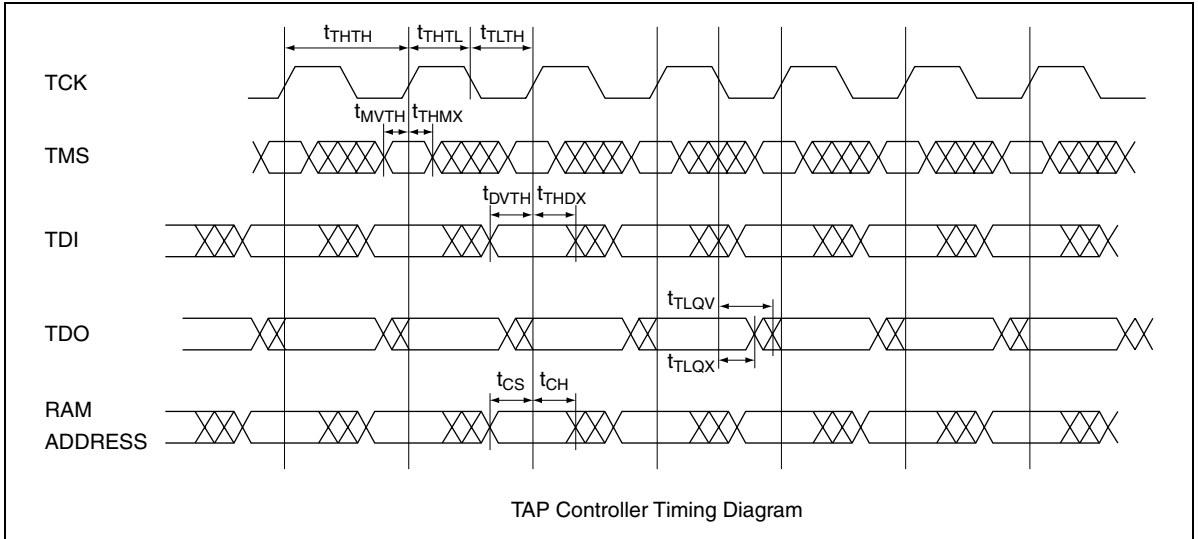 tTHTH tTHTL tTLTH
TCK
tMVTH tTHMX
TMS
tDVTH tTHDX
TDI
tTLQV
TDO
tTLQX
tCS tCH
RAM
ADDRESS
TAP Controller Timing Diagram